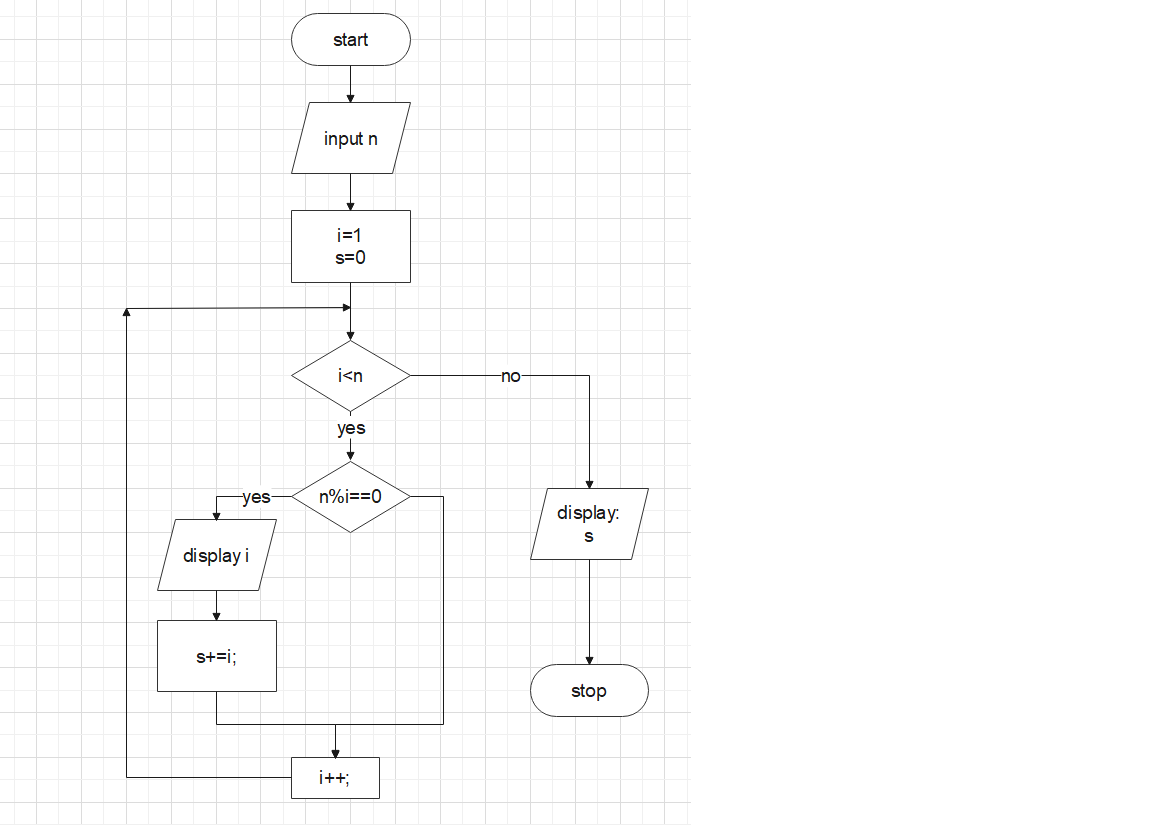 start
input n
i=1
s=0
i<n
no
yes
n%i==0
yes
display i
display:
s
s+=i;
stop
i++;